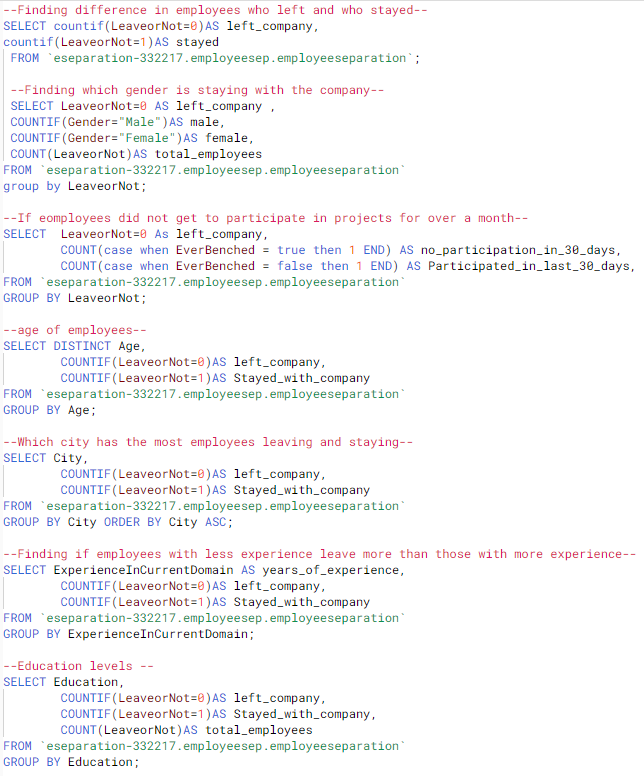 --Finding difference in employees who left and who stayed--
SELECT countif(LeaveorNot=0)AS left_company,
countif(LeaveorNot=1)AS stayed
FROM `eseparation-332217.employeesep.employeeseparation`;
--Finding which gender is staying with the company--
SELECT LeaveorNot=0 AS left_company ,
COUNTIF(Gender="Male")AS male,
COUNTIF(Gender="Female")AS female,
COUNT(LeaveorNot)AS total_employees
FROM `eseparation-332217.employeesep.employeeseparation`
group by LeaveorNot;
--If eomployees did not get to participate in projects for over a month--
SELECT  LeaveorNot=0 As left_company,
COUNT(case when EverBenched = true then 1 END) AS no_participation_in_30_days,
COUNT(case when EverBenched = false then 1 END) AS Participated_in_last_30_days,
FROM `eseparation-332217.employeesep.employeeseparation`
GROUP BY LeaveorNot;
--age of employees--
SELECT DISTINCT Age,
COUNTIF(LeaveorNot=0)AS left_company,
COUNTIF(LeaveorNot=1)AS Stayed_with_company
FROM `eseparation-332217.employeesep.employeeseparation`
GROUP BY Age;
--Which city has the most employees leaving and staying--
SELECT City,
COUNTIF(LeaveorNot=0)AS left_company,
COUNTIF(LeaveorNot=1)AS Stayed_with_company
FROM `eseparation-332217.employeesep.employeeseparation`
GROUP BY City ORDER BY City ASC;
--Finding if employees with less experience leave more than those with more experience--
SELECT ExperienceInCurrentDomain AS years_of_experience,
COUNTIF(LeaveorNot=0)AS left_company,
COUNTIF(LeaveorNot=1)AS Stayed_with_company
FROM `eseparation-332217.employeesep.employeeseparation`
GROUP BY ExperienceInCurrentDomain;
--Education levels --
SELECT Education,
COUNTIF(LeaveorNot=0)AS left_company,
COUNTIF(LeaveorNot=1)AS Stayed_with_company,
COUNT(LeaveorNot)AS total_employees
FROM `eseparation-332217.employeesep.employeeseparation`
GROUP BY Education;